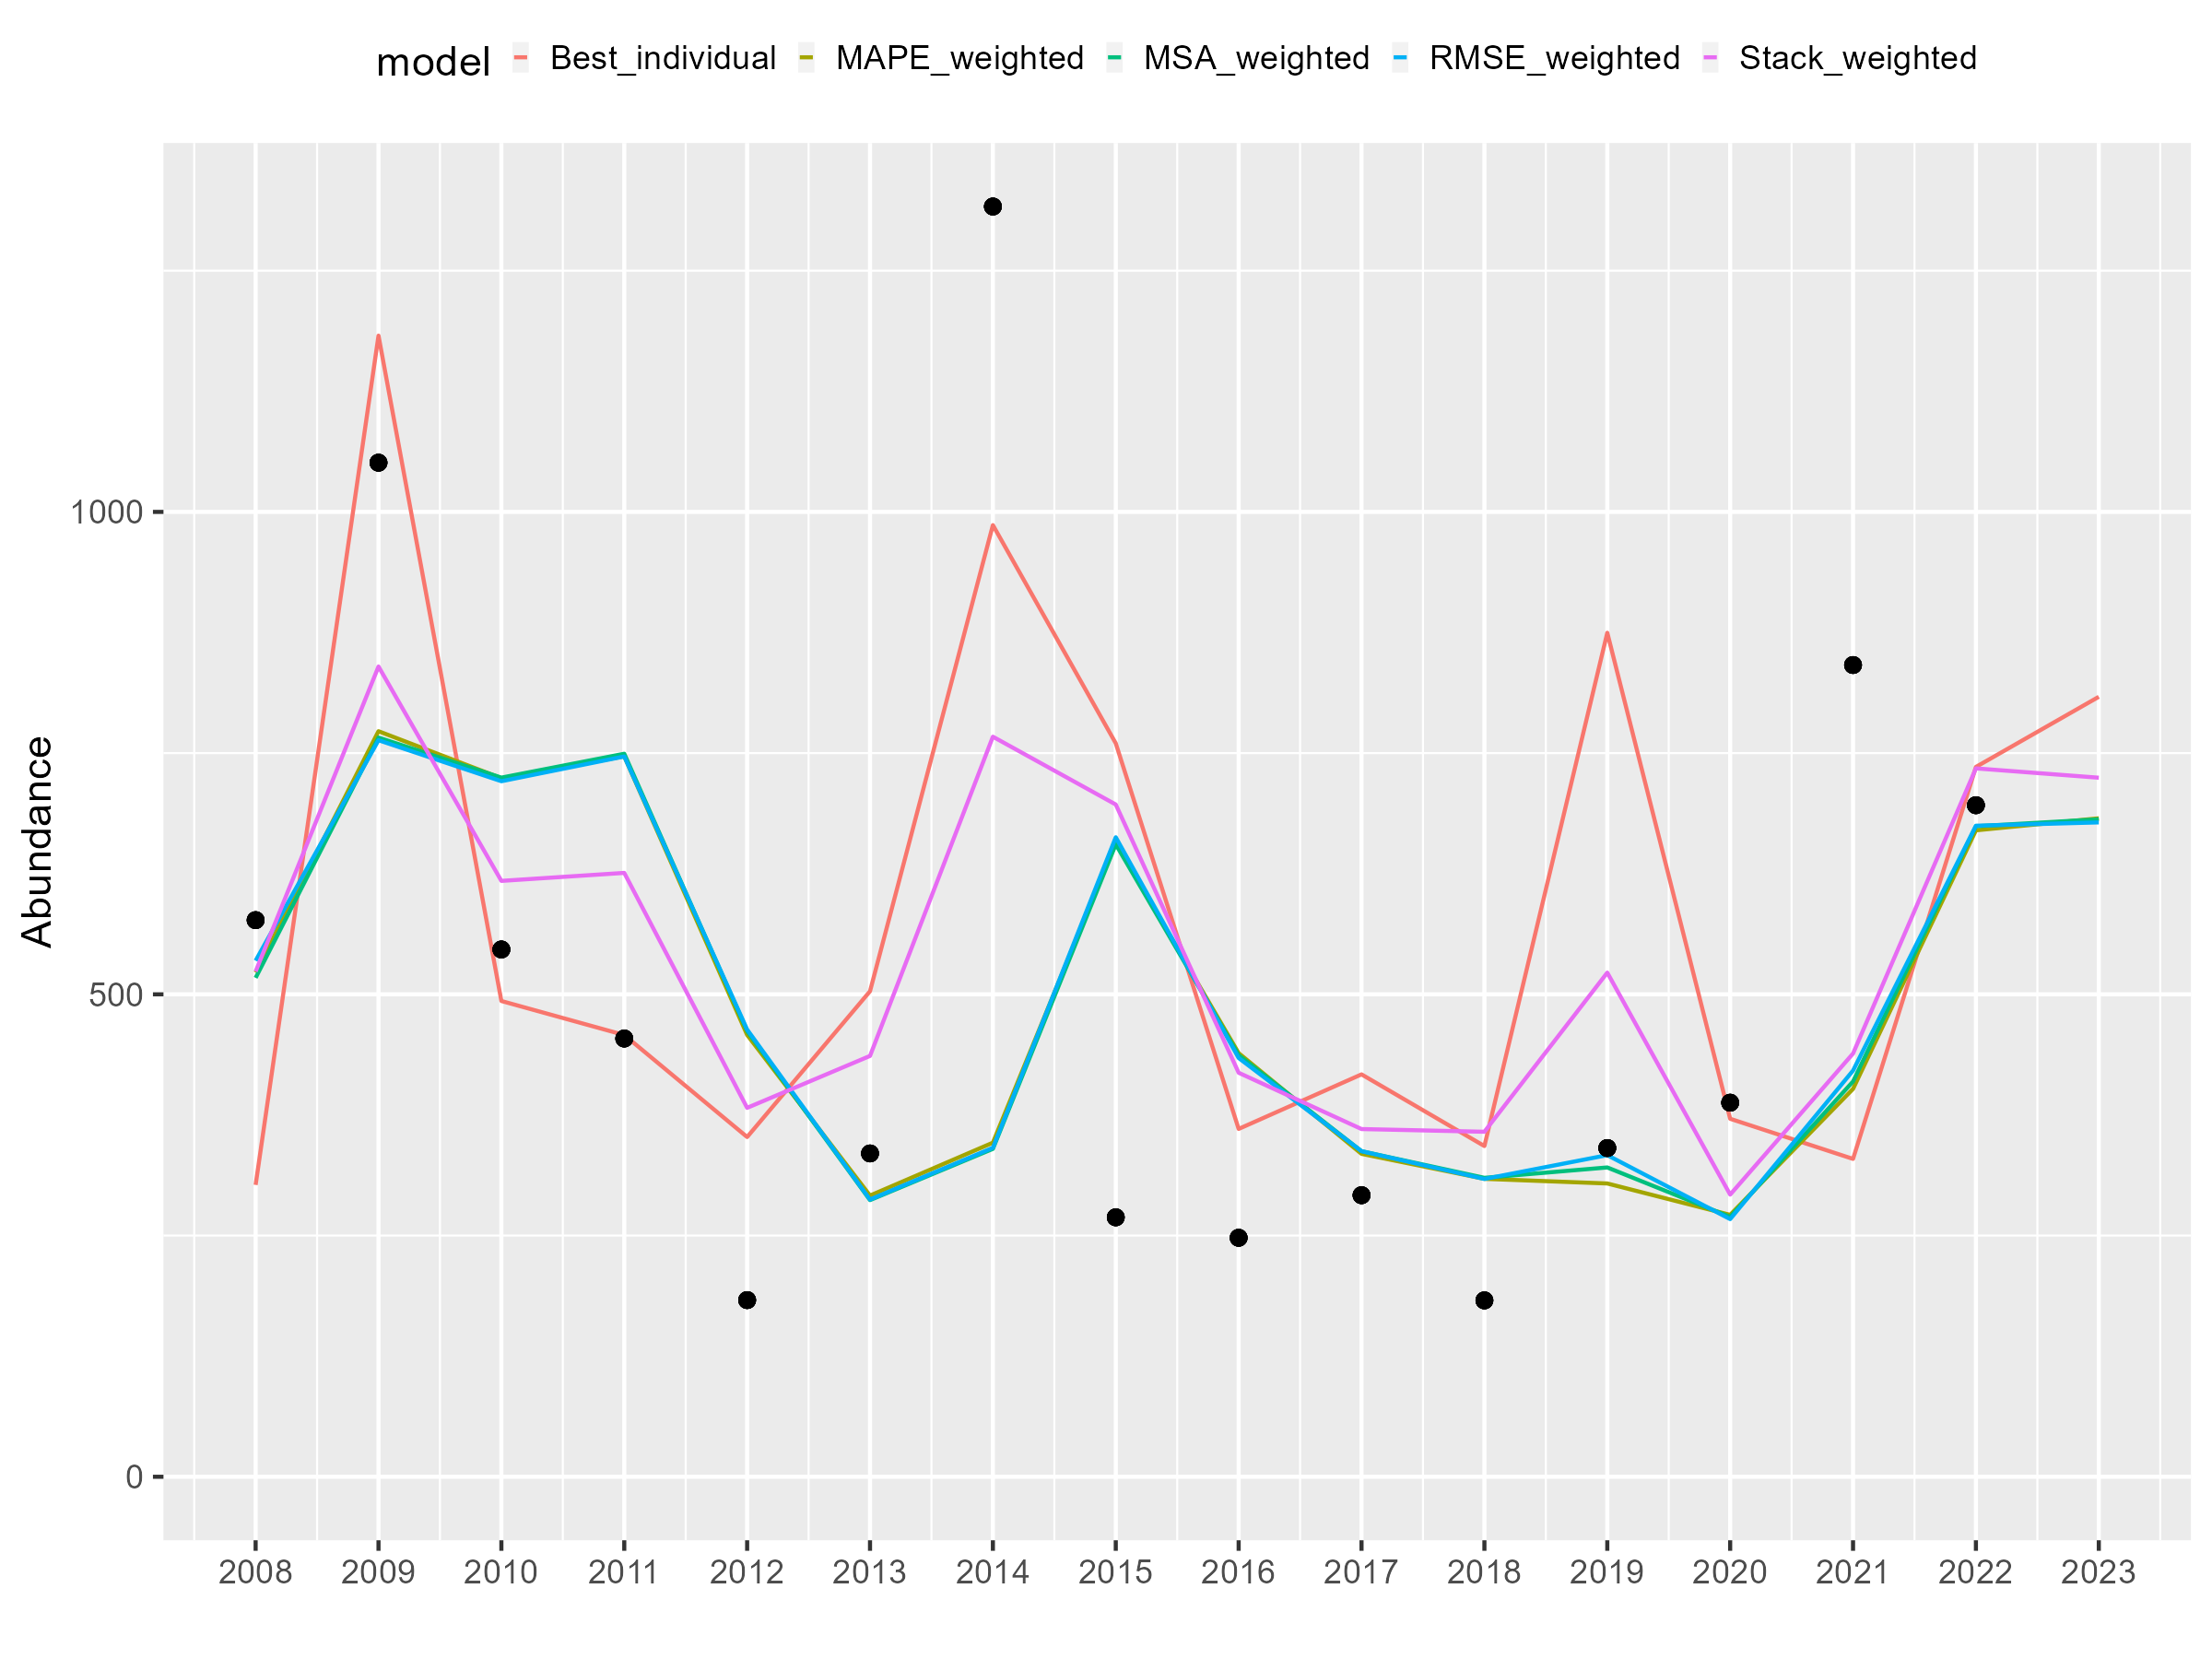 model Best_individual MAPE_weighted MSA_weighted RMSE_weighted Stack_weighted
Abundance
1000
500
0
2008 2009 2010 2011 2012 2013 2014 2015 2016 2017 2018 2019 2020 2021 2022 2023